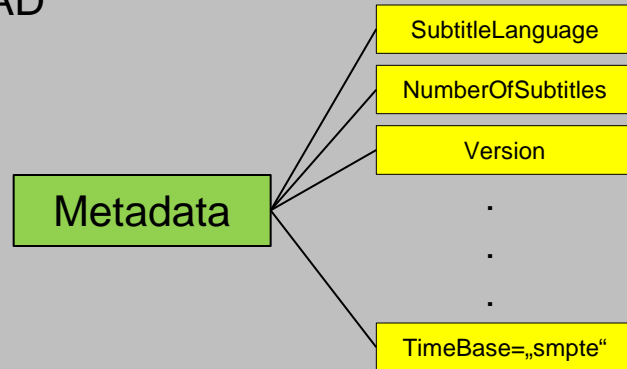 SubtitleLanguage
NumberOfSubtitles
Version
Metadata
.
.
.
TimeBase=„smpte“